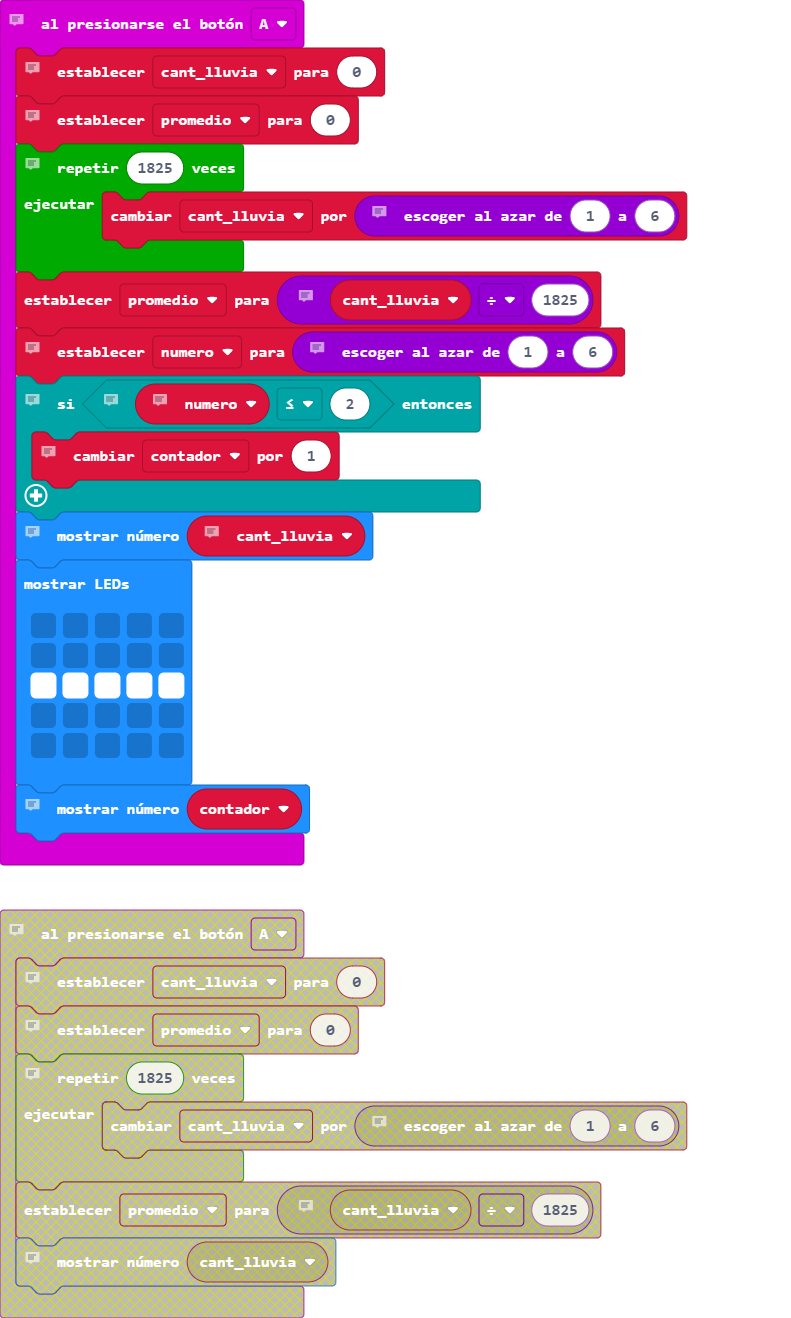 al presionarse el botón A
establecer cant_lluvia para 0
establecer promedio para 0
repetir 1825 veces
ejecutar cambiar cant_lluvia por escoger al azar de 1 a 6
establecer promedio para cant_lluvia ÷ 1825
establecer numero para escoger al azar de 1 a 6
si numero ≤ 2 entonces
cambiar contador por 1
mostrar número cant_lluvia
mostrar LEDs
mostrar número contador
al presionarse el botón A
establecer cant_lluvia para 0
establecer promedio para 0
repetir 1825 veces
ejecutar cambiar cant_lluvia por escoger al azar de 1 a 6
establecer promedio para cant_lluvia ÷ 1825
mostrar número cant_lluvia